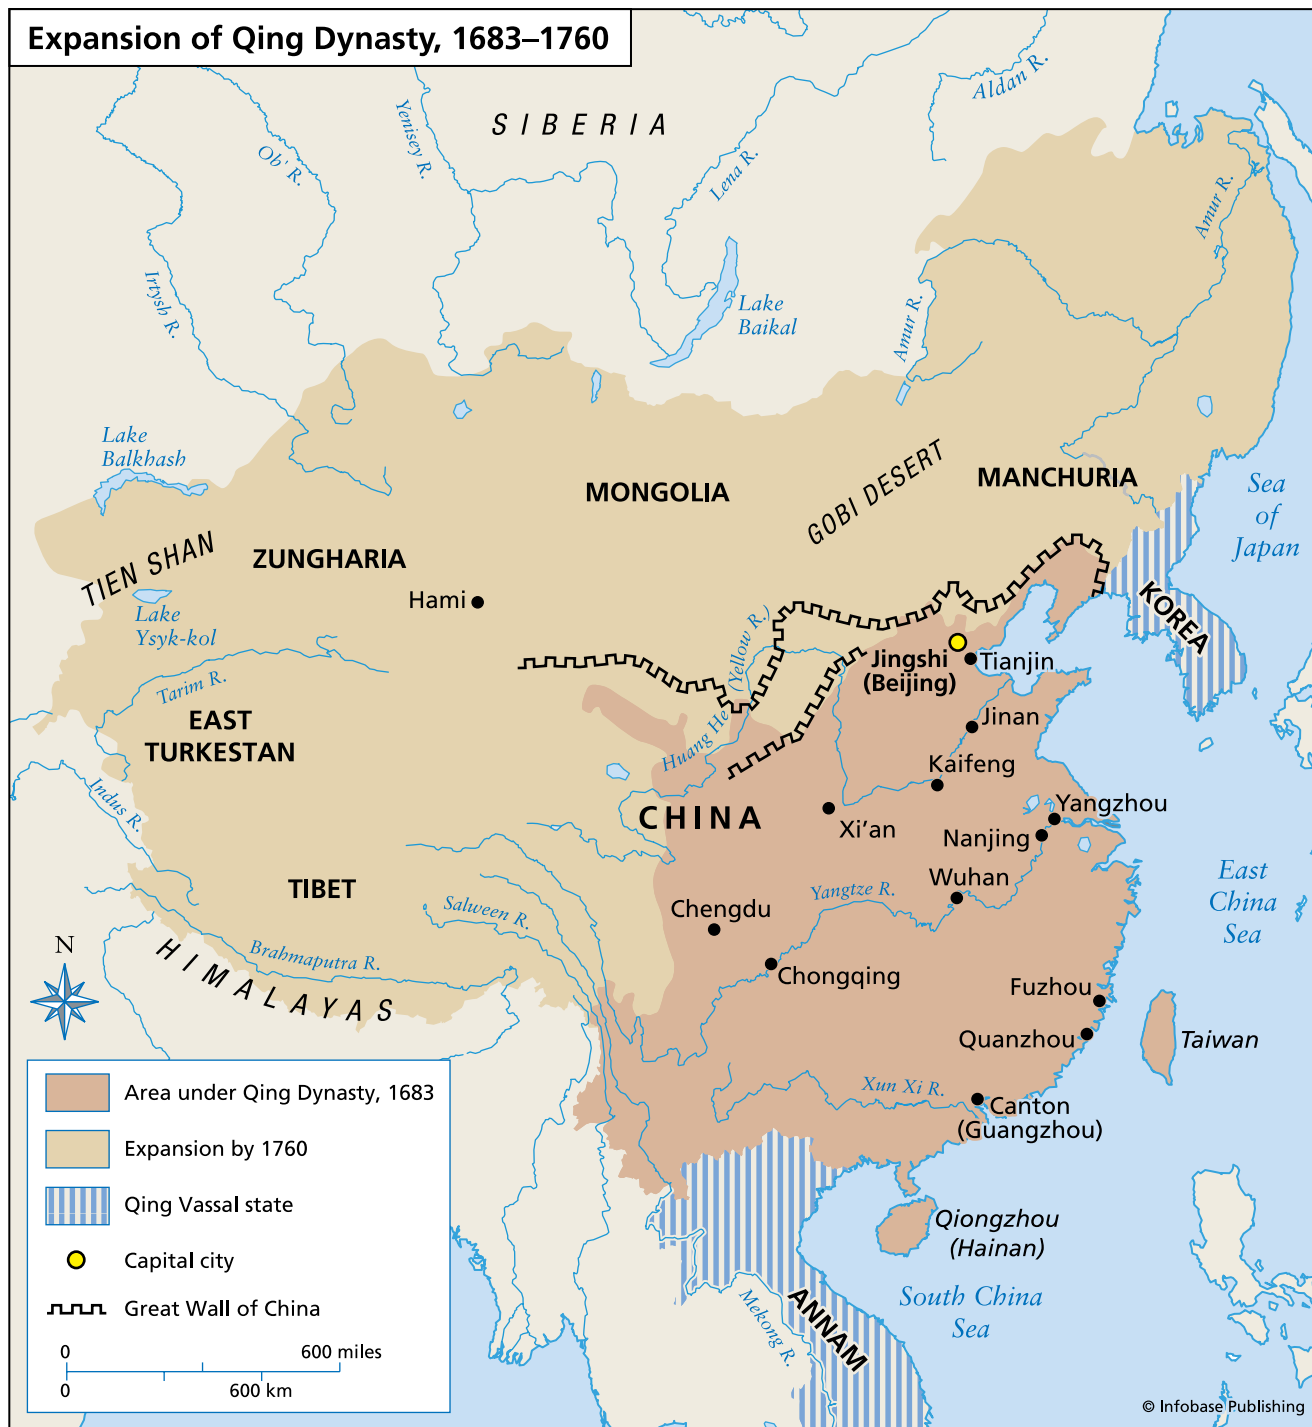 Expansion of Qing Dynasty, 1683–1760
SIBERIA
Aldan R.
Yenisey R.
Ob' R.
Lena R.
Amur R.
Irtysh R.
Lake
Baikal
Amur R.
Lake
Balkhash
MONGOLIA
GOBI DESERT
MANCHURIA
Sea
of
Japan
TIEN SHAN
ZUNGHARIA
Hami
Lake
Ysyk-kol
KOREA
Huang He (Yellow R.)
Jingshi
(Beijing)
Tianjin
Tarim R.
EAST
TURKESTAN
Jinan
Kaifeng
Indus R.
CHINA
Xi’an
Yangzhou
Nanjing
TIBET
Wuhan
Yangtze R.
East
China
Sea
Salween R.
Chengdu
Brahmaputra R.
Chongqing
HIMALAYAS
N
Fuzhou
Quanzhou
Taiwan
Xun Xi R.
Canton
(Guangzhou)
Qiongzhou
(Hainan)
South China
Sea
Mekong R.
ANNAM
Area under Qing Dynasty, 1683
Expansion by 1760
Qing Vassal state
Capital city
Great Wall of China
0 600 miles
0 600 km
© Infobase Publishing